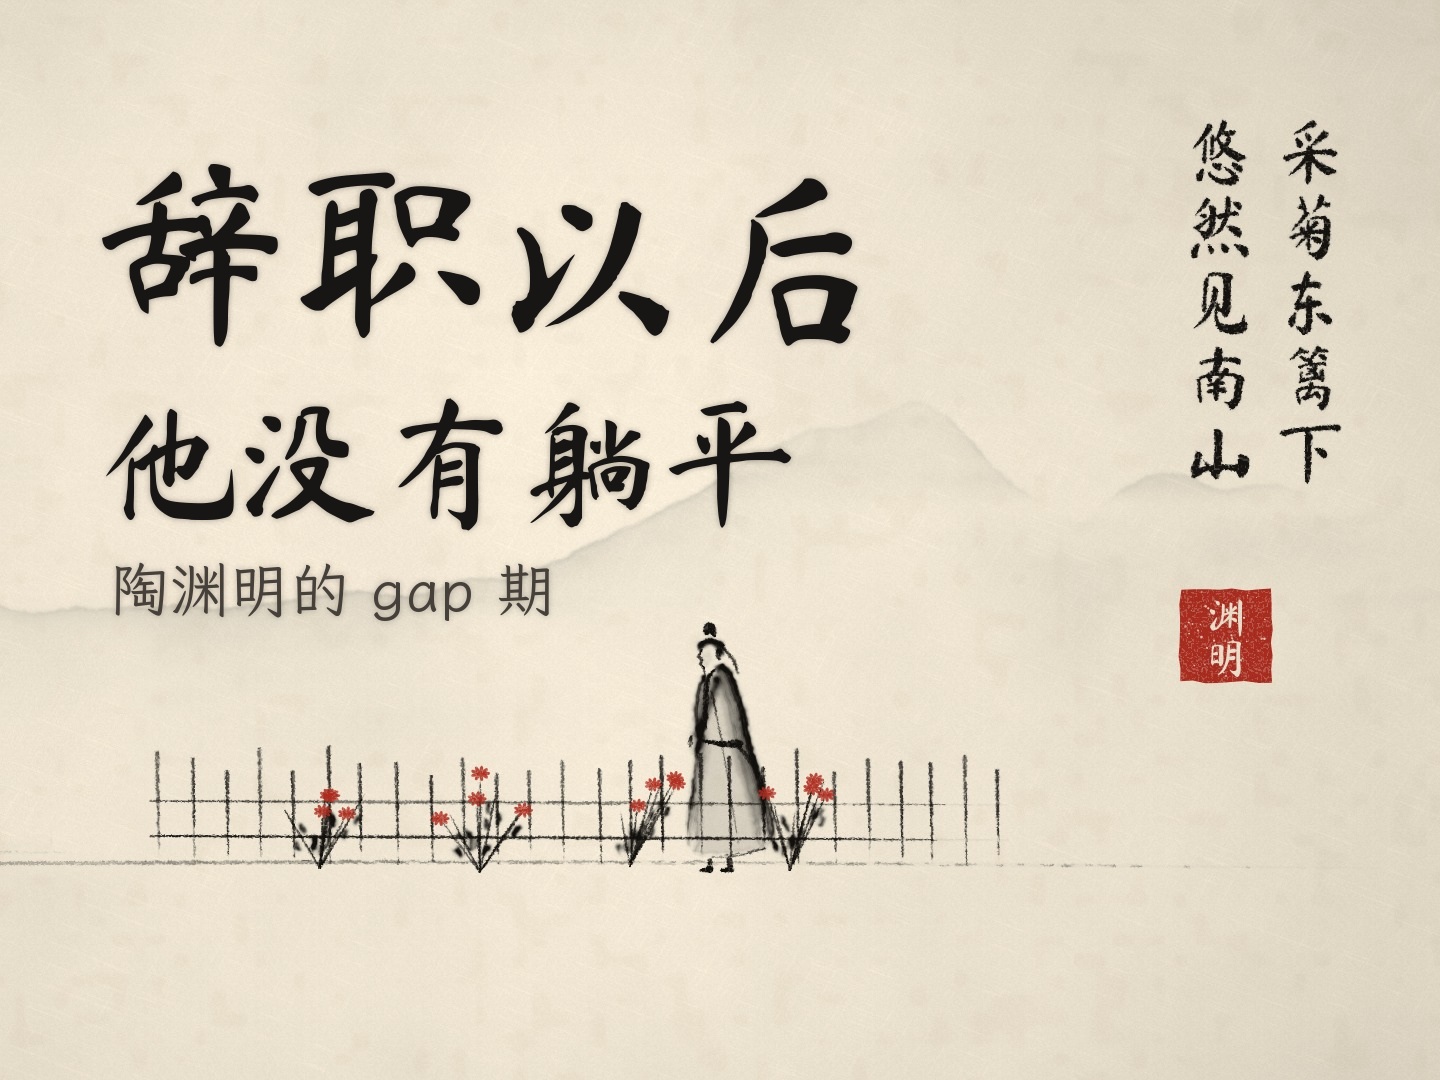 辞职以后
他没有躺平
陶渊明的 gap 期
采菊东篱下
悠然见南山
渊明